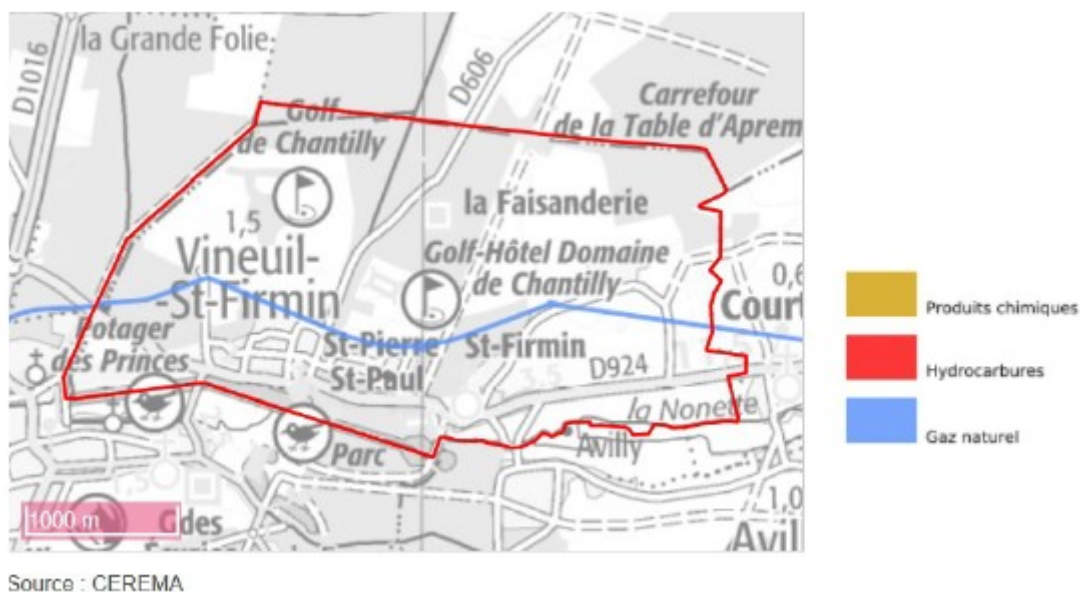 la Grande Folie
D1016
D606
Golf
de Chantilly
Carrefour
de la Table d'Aprem
la Faisanderie
1,5
Vineuil-
-St-Firmin
Golf-Hôtel Domaine
de Chantilly
0,6
Court
Potager
des Princes
St-Pierre
St-Paul
St-Firmin
D924
3,5
la Nonette
Avilly
Parc
1000 m
Gdes
1,0
Avil
Produits chimiques
Hydrocarbures
Gaz naturel
Source : CEREMA